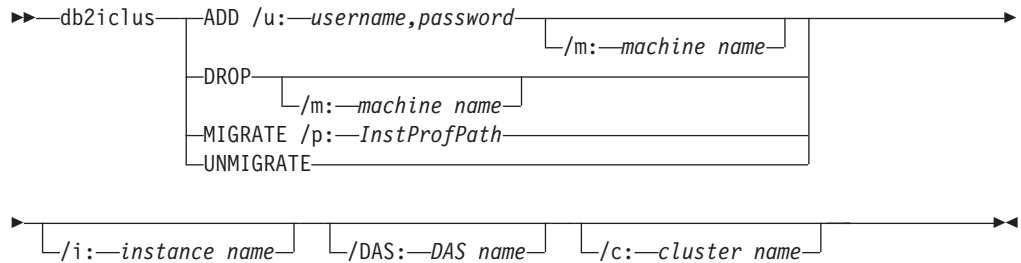 db2iclus ADD /u: username,password
/m: machine name
DROP
/m: machine name
MIGRATE /p: InstProfPath
UNMIGRATE
/i: instance name /DAS: DAS name /c: cluster name